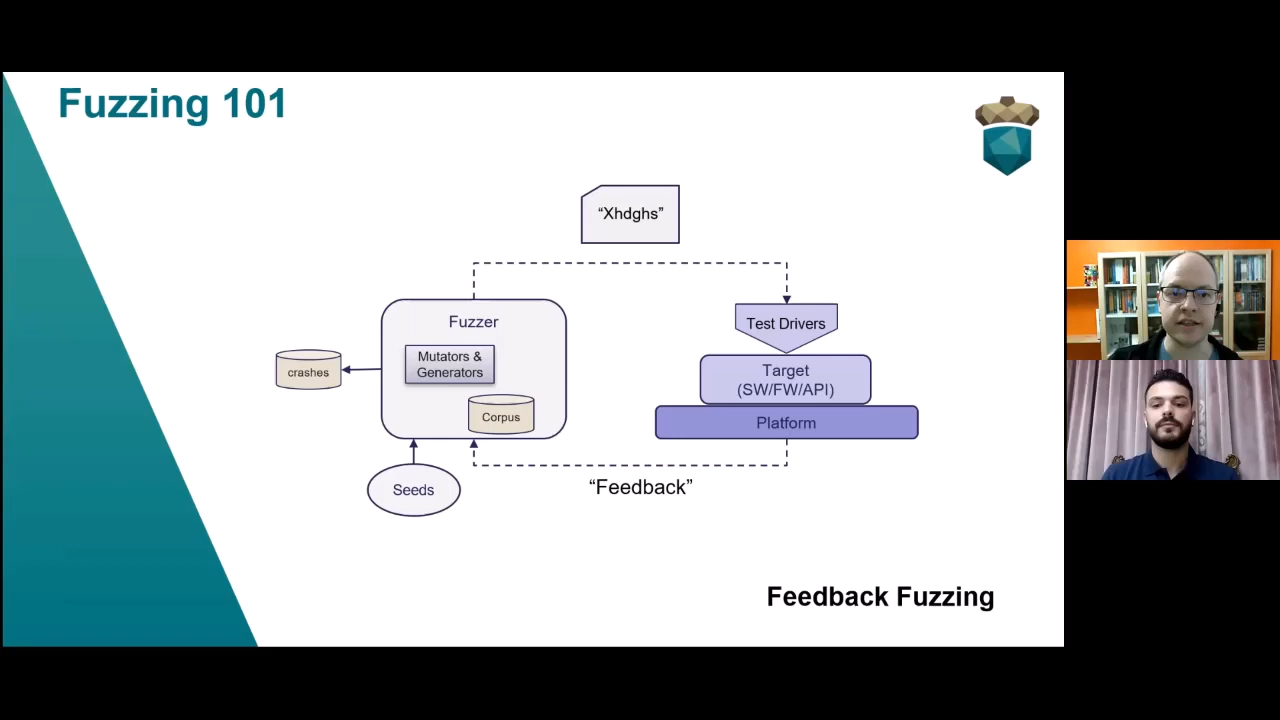 Fuzzing 101
“Xhdghs”
Fuzzer
Mutators &
Generators
Corpus
crashes
Seeds
Test Drivers
Target
(SW/FW/API)
Platform
“Feedback”
Feedback Fuzzing